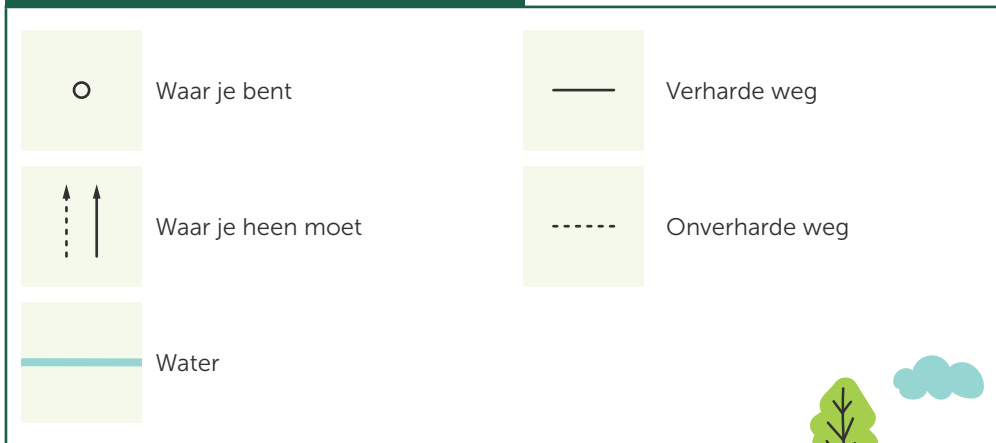 Waar je bent
Verharde weg
Waar je heen moet
Onverharde weg
Water